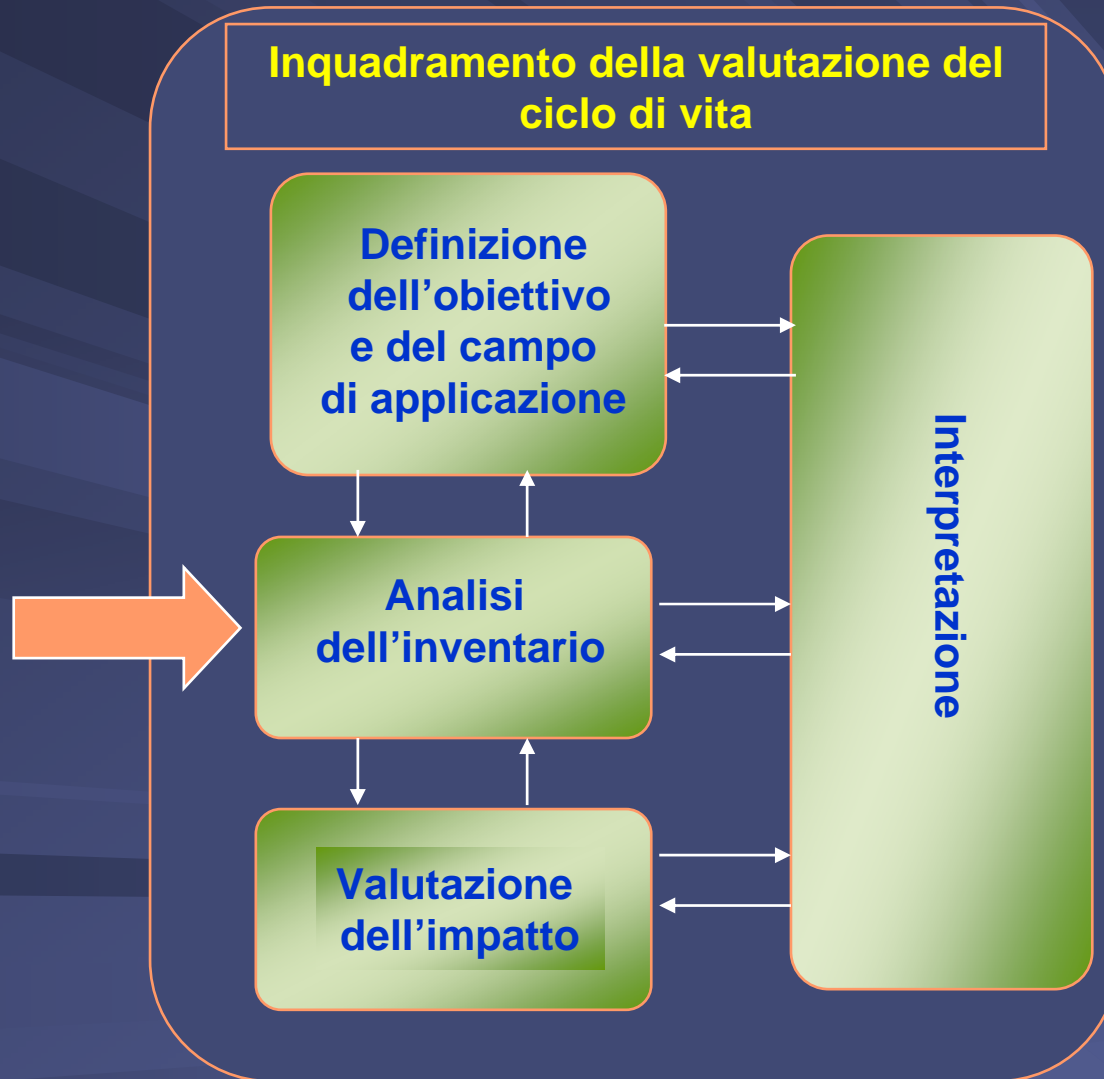 Inquadramento della valutazione del
ciclo di vita
Definizione
dell’obiettivo
e del campo
di applicazione
Analisi
dell’inventario
Valutazione
dell’impatto
Interpretazione